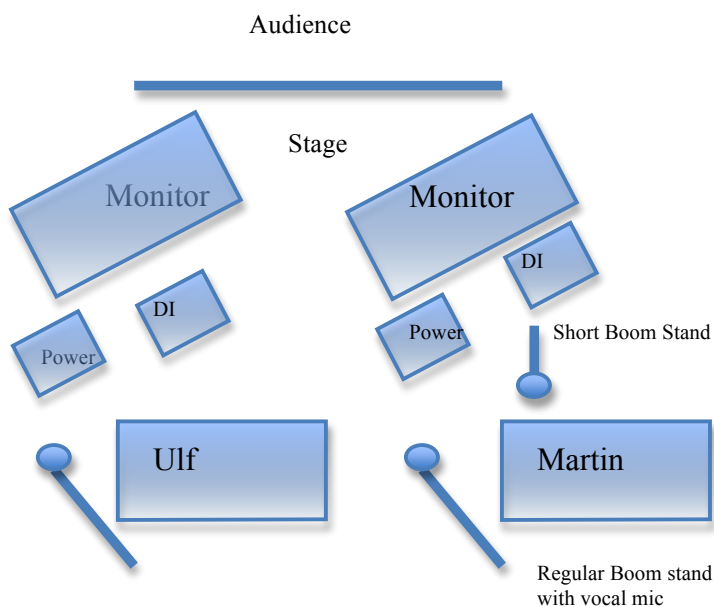 Audience
Stage
Monitor
Monitor
DI
DI
Power
Power
Short Boom Stand
Ulf
Martin
Regular Boom stand
with vocal mic